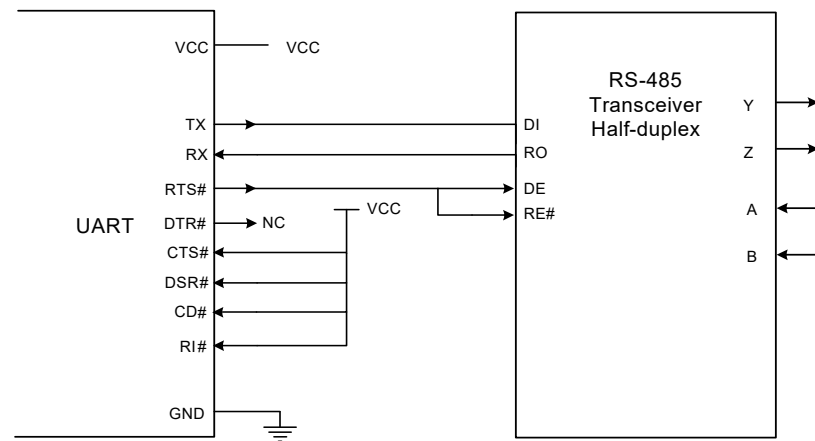 VCC
VCC
TX
RX
RTS#
DTR#
NC
VCC
UART
CTS#
DSR#
CD#
RI#
GND
RS-485
Transceiver
Half-duplex
DI
RO
DE
RE#
Y
Z
A
B